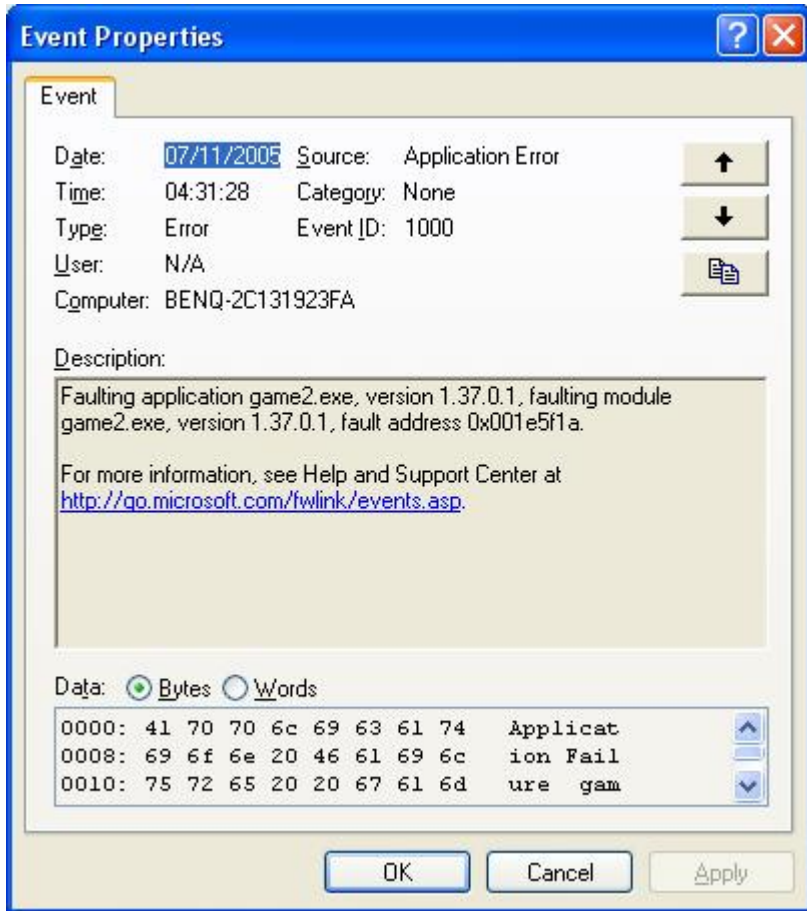 Event Properties
Event
Date: 07/11/2005 Source: Application Error
Time: 04:31:28 Category: None
Type: Error Event ID: 1000
User: N/A
Computer: BENQ-2C131923FA
Description:
Faulting application game2.exe, version 1.37.0.1, faulting module
game2.exe, version 1.37.0.1, fault address 0x001e5f1a.
For more information, see Help and Support Center at
http://go.microsoft.com/fwlink/events.asp.
Data: Bytes Words
0000: 41 70 70 6c 69 63 61 74 Applicat
0008: 69 6f 6e 20 46 61 69 6c ion Fail
0010: 75 72 65 20 20 67 61 6d ure  gam
OK Cancel Apply